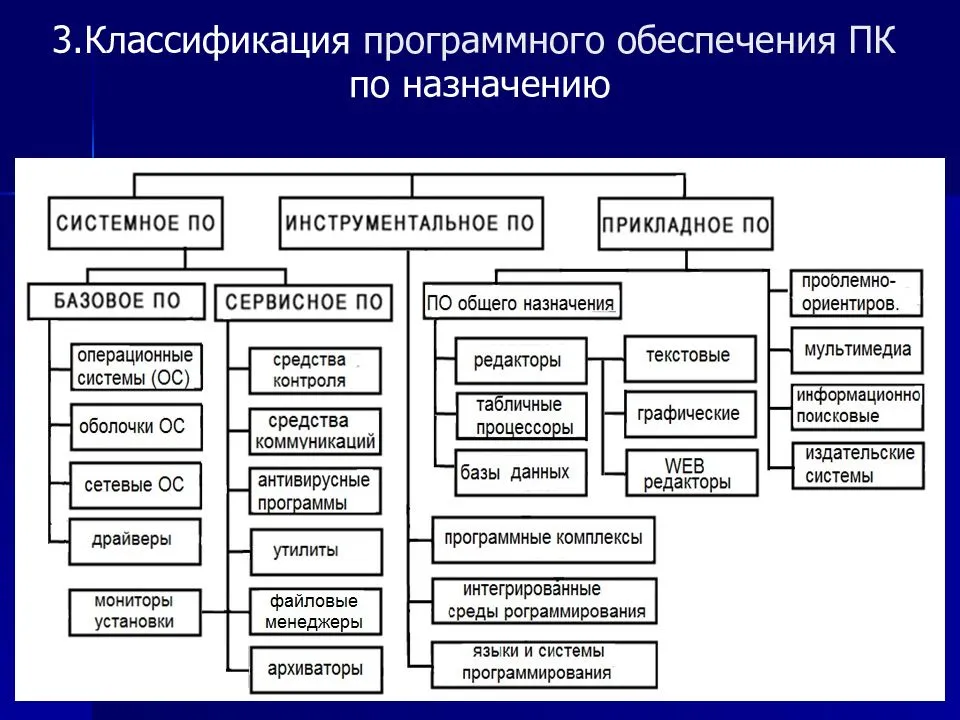 3.Классификация программного обеспечения ПК
по назначению
СИСТЕМНОЕ ПО
ИНСТРУМЕНТАЛЬНОЕ ПО
ПРИКЛАДНОЕ ПО
БАЗОВОЕ ПО
операционные
системы (ОС)
оболочки ОС
сетевые ОС
драйверы
СЕРВИСНОЕ ПО
средства
контроля
средства
коммуникаций
антивирусные
программы
утилиты
мониторы
установки
файловые
менеджеры
архиваторы
ПО общего назначения
редакторы
табличные
процессоры
базы данных
текстовые
графические
WEB
редакторы
программные комплексы
интегрированные
среды рограммирования
языки и системы
программирования
проблемно-
ориентиров.
мультимедиа
информационно
поисковые
издательские
системы